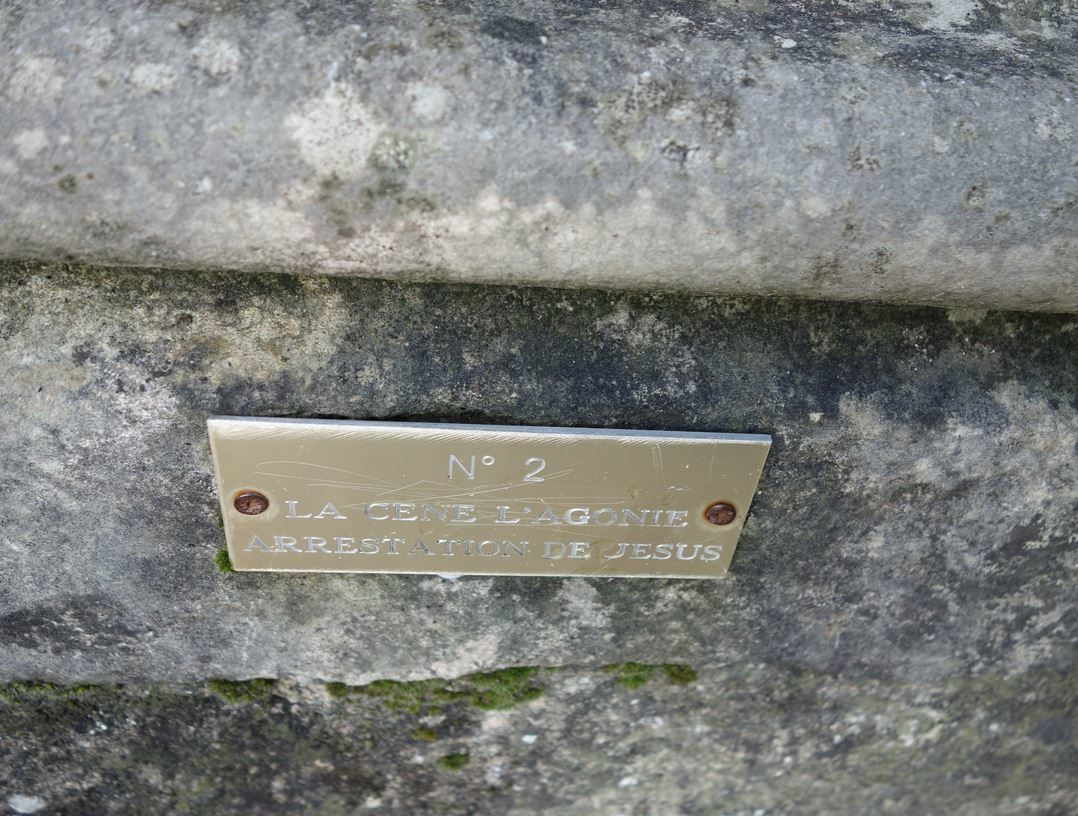 N° 2
LA CENE L'AGONIE
ARRESTATION DE JESUS